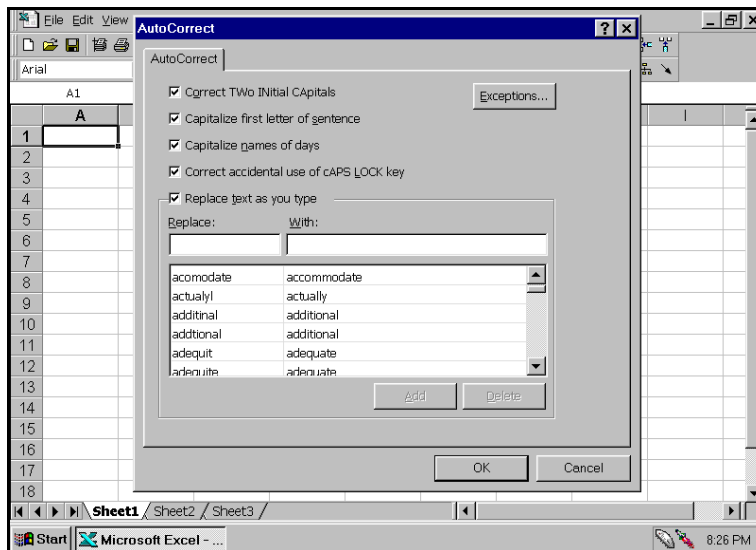 File Edit View
AutoCorrect
Arial
AutoCorrect
A1
Correct TWo INitial CApitals
Exceptions...
A
I
Capitalize first letter of sentence
1
2
Capitalize names of days
3
Correct accidental use of cAPS LOCK key
4
Replace text as you type
5
Replace: With:
6
7
8
acomodate accommodate
9
actualyl actually
10
additinal additional
11
addtional additional
12
adequit adequate
adequite adequate
13
14
Add Delete
15
16
17
OK Cancel
18
Sheet1 Sheet2 Sheet3
Start Microsoft Excel - ... 8:26 PM